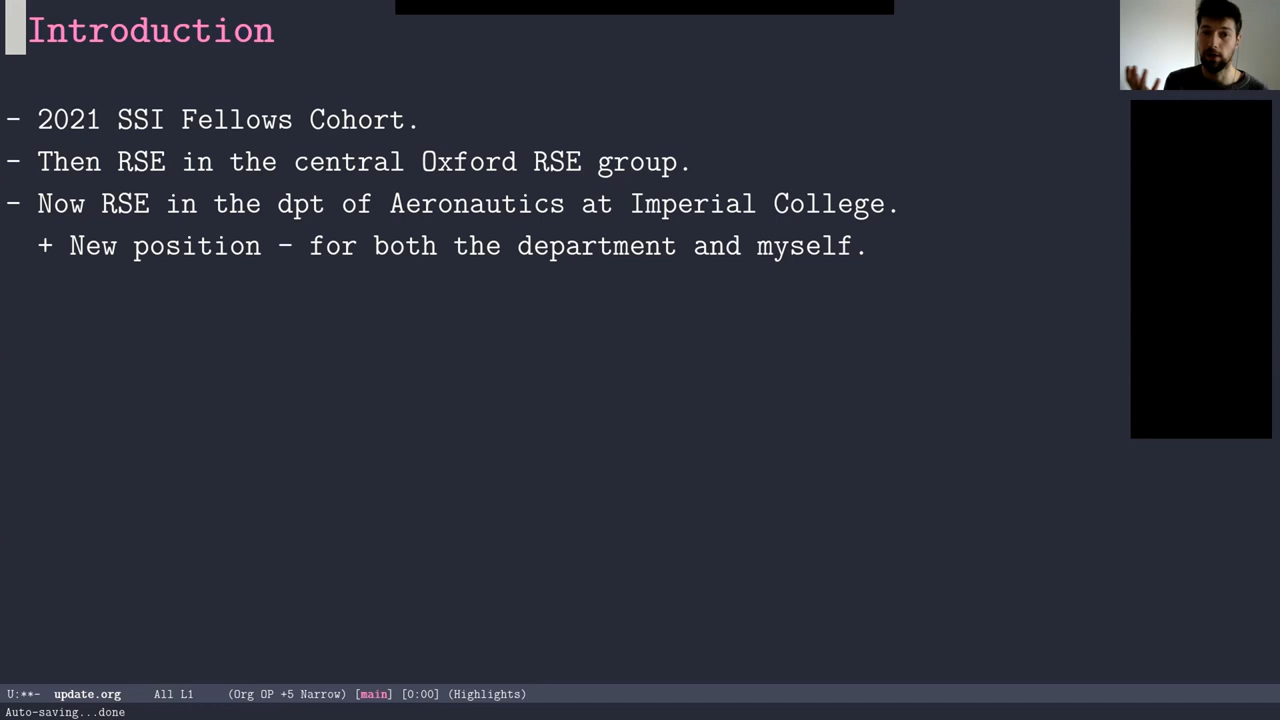 Introduction
- 2021 SSI Fellows Cohort.
- Then RSE in the central Oxford RSE group.
- Now RSE in the dpt of Aeronautics at Imperial College.
+ New position - for both the department and myself.
U:**- update.org All L1 (Org OP +5 Narrow) [main] [0:00] (Highlights)
Auto-saving...done